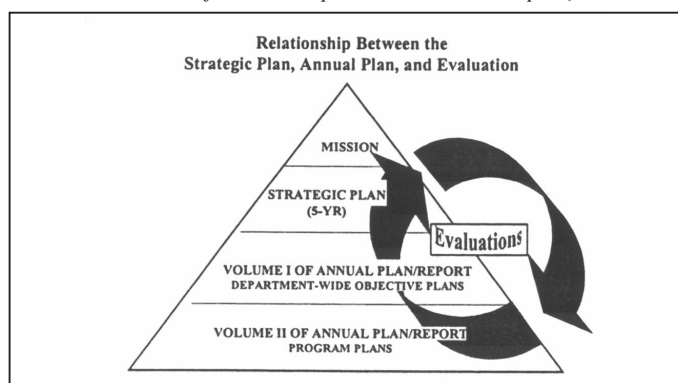 Relationship Between the
Strategic Plan, Annual Plan, and Evaluation
MISSION
STRATEGIC PLAN
(5-YR)
Evaluations
VOLUME I OF ANNUAL PLAN/REPORT
DEPARTMENT-WIDE OBJECTIVE PLANS
VOLUME II OF ANNUAL PLAN/REPORT
PROGRAM PLANS